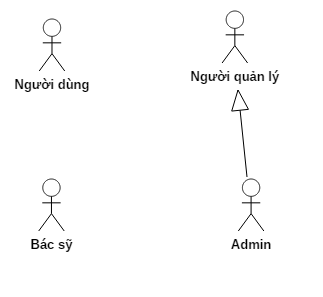 Người dùng
Người quản lý
Bác sỹ
Admin